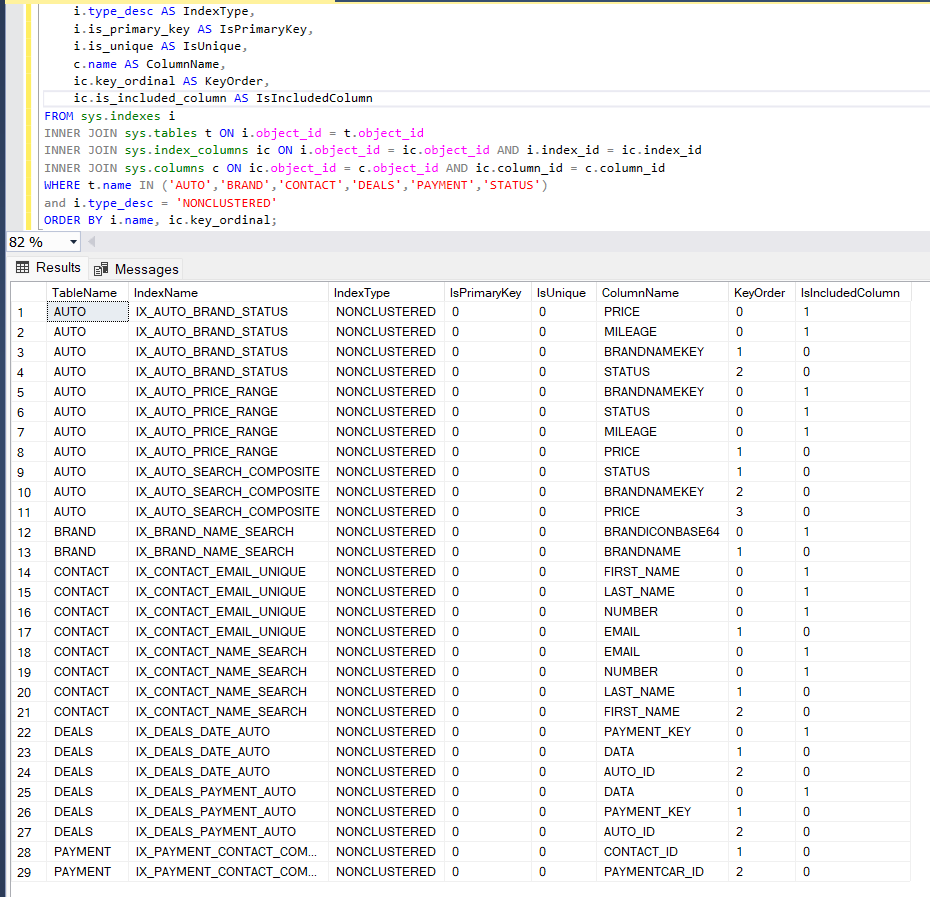 i.type_desc AS IndexType,
i.is_primary_key AS IsPrimaryKey,
i.is_unique AS IsUnique,
c.name AS ColumnName,
ic.key_ordinal AS KeyOrder,
ic.is_included_column AS IsIncludedColumn
FROM sys.indexes i
INNER JOIN sys.tables t ON i.object_id = t.object_id
INNER JOIN sys.index_columns ic ON i.object_id = ic.object_id AND i.index_id = ic.index_id
INNER JOIN sys.columns c ON ic.object_id = c.object_id AND ic.column_id = c.column_id
WHERE t.name IN ('AUTO','BRAND','CONTACT','DEALS','PAYMENT','STATUS')
and i.type_desc = 'NONCLUSTERED'
ORDER BY i.name, ic.key_ordinal;
82 %
Results Messages
TableName IndexName IndexType IsPrimaryKey IsUnique ColumnName KeyOrder IsIncludedColumn
1 AUTO IX_AUTO_BRAND_STATUS NONCLUSTERED 0 0 PRICE 0 1
2 AUTO IX_AUTO_BRAND_STATUS NONCLUSTERED 0 0 MILEAGE 0 1
3 AUTO IX_AUTO_BRAND_STATUS NONCLUSTERED 0 0 BRANDNAMEKEY 1 0
4 AUTO IX_AUTO_BRAND_STATUS NONCLUSTERED 0 0 STATUS 2 0
5 AUTO IX_AUTO_PRICE_RANGE NONCLUSTERED 0 0 BRANDNAMEKEY 0 1
6 AUTO IX_AUTO_PRICE_RANGE NONCLUSTERED 0 0 STATUS 0 1
7 AUTO IX_AUTO_PRICE_RANGE NONCLUSTERED 0 0 MILEAGE 0 1
8 AUTO IX_AUTO_PRICE_RANGE NONCLUSTERED 0 0 PRICE 1 0
9 AUTO IX_AUTO_SEARCH_COMPOSITE NONCLUSTERED 0 0 STATUS 1 0
10 AUTO IX_AUTO_SEARCH_COMPOSITE NONCLUSTERED 0 0 BRANDNAMEKEY 2 0
11 AUTO IX_AUTO_SEARCH_COMPOSITE NONCLUSTERED 0 0 PRICE 3 0
12 BRAND IX_BRAND_NAME_SEARCH NONCLUSTERED 0 0 BRANDICONBASE64 0 1
13 BRAND IX_BRAND_NAME_SEARCH NONCLUSTERED 0 0 BRANDNAME 1 0
14 CONTACT IX_CONTACT_EMAIL_UNIQUE NONCLUSTERED 0 0 FIRST_NAME 0 1
15 CONTACT IX_CONTACT_EMAIL_UNIQUE NONCLUSTERED 0 0 LAST_NAME 0 1
16 CONTACT IX_CONTACT_EMAIL_UNIQUE NONCLUSTERED 0 0 NUMBER 0 1
17 CONTACT IX_CONTACT_EMAIL_UNIQUE NONCLUSTERED 0 0 EMAIL 1 0
18 CONTACT IX_CONTACT_NAME_SEARCH NONCLUSTERED 0 0 EMAIL 0 1
19 CONTACT IX_CONTACT_NAME_SEARCH NONCLUSTERED 0 0 NUMBER 0 1
20 CONTACT IX_CONTACT_NAME_SEARCH NONCLUSTERED 0 0 LAST_NAME 1 0
21 CONTACT IX_CONTACT_NAME_SEARCH NONCLUSTERED 0 0 FIRST_NAME 2 0
22 DEALS IX_DEALS_DATE_AUTO NONCLUSTERED 0 0 PAYMENT_KEY 0 1
23 DEALS IX_DEALS_DATE_AUTO NONCLUSTERED 0 0 DATA 1 0
24 DEALS IX_DEALS_DATE_AUTO NONCLUSTERED 0 0 AUTO_ID 2 0
25 DEALS IX_DEALS_PAYMENT_AUTO NONCLUSTERED 0 0 DATA 0 1
26 DEALS IX_DEALS_PAYMENT_AUTO NONCLUSTERED 0 0 PAYMENT_KEY 1 0
27 DEALS IX_DEALS_PAYMENT_AUTO NONCLUSTERED 0 0 AUTO_ID 2 0
28 PAYMENT IX_PAYMENT_CONTACT_COM... NONCLUSTERED 0 0 CONTACT_ID 1 0
29 PAYMENT IX_PAYMENT_CONTACT_COM... NONCLUSTERED 0 0 PAYMENTCAR_ID 2 0